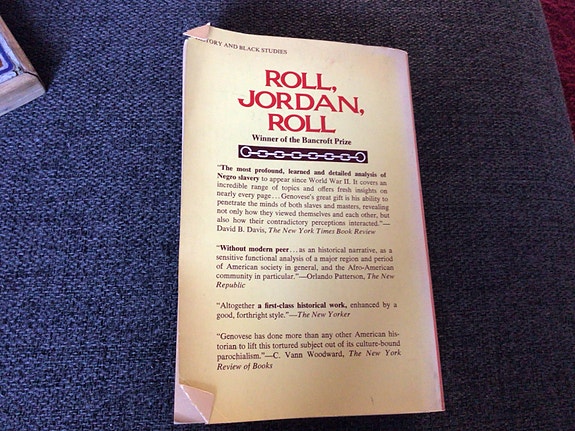 HISTORY AND BLACK STUDIES
ROLL,
JORDAN,
ROLL
Winner of the Bancroft Prize
"The most profound, learned and detailed analysis of
Negro slavery to appear since World War II. It covers an
incredible range of topics and offers fresh insights on
nearly every page... Genovese's great gift is his ability to
penetrate the minds of both slaves and masters, revealing
not only how they viewed themselves and each other, but
also how their contradictory perceptions interacted."—
David B. Davis, The New York Times Book Review
"Without modern peer...as an historical narrative, as a
sensitive functional analysis of a major region and period
of American society in general, and the Afro-American
community in particular."—Orlando Patterson, The New
Republic
"Altogether a first-class historical work, enhanced by a
good, forthright style."—The New Yorker
"Genovese has done more than any other American his-
torian to lift this tortured subject out of its culture-bound
parochialism."—C. Vann Woodward, The New York
Review of Books